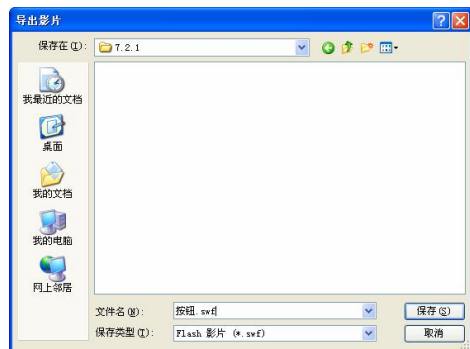 导出影片
保存在(I):
7.2.1
我最近的文档
桌面
我的文档
我的电脑
网上邻居
文件名(N):
按钮.swf
保存(S)
保存类型(T):
Flash 影片 (*.swf)
取消